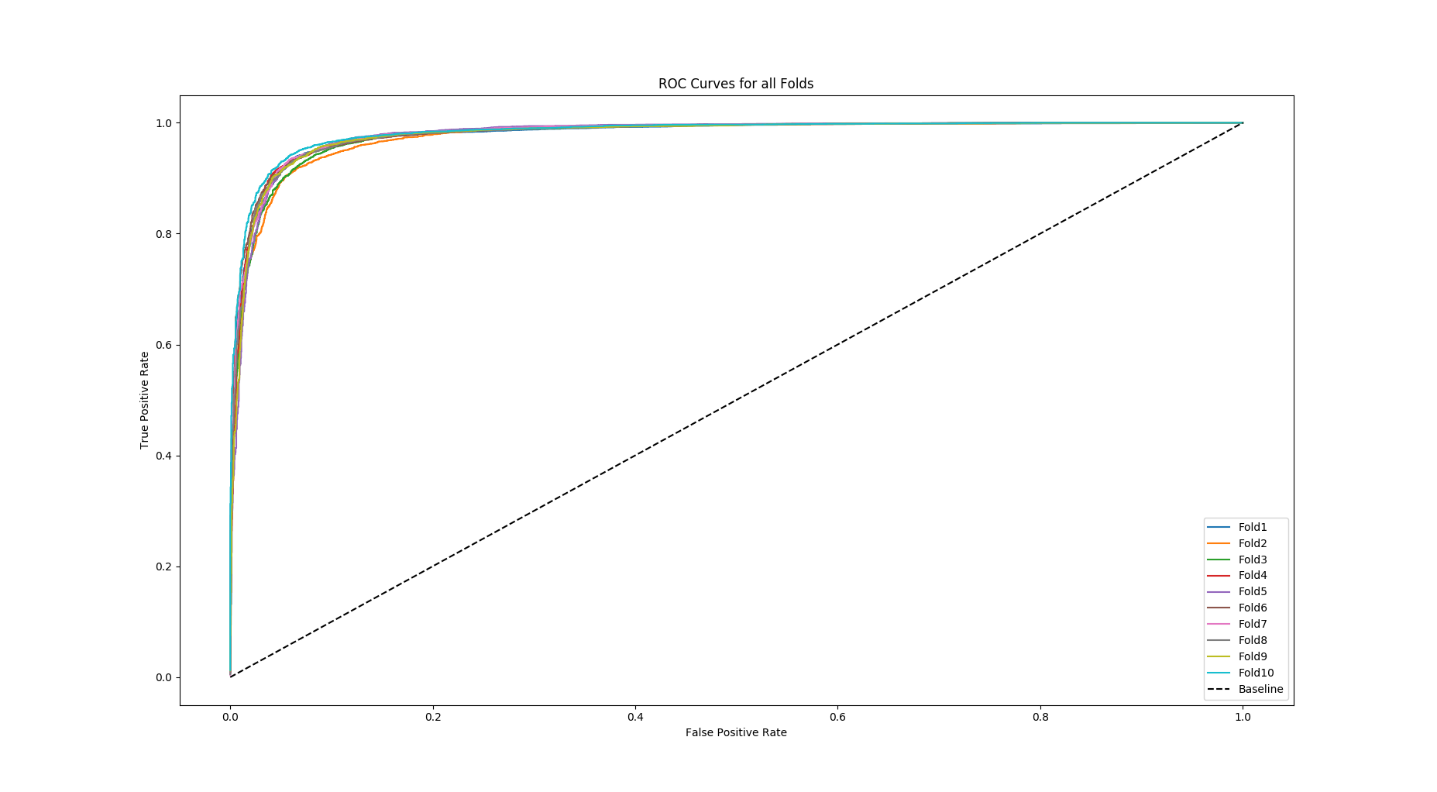 ROC Curves for all Folds
True Positive Rate
1.0
0.8
0.6
0.4
0.2
0.0
0.0 0.2 0.4 0.6 0.8 1.0
False Positive Rate
Fold1
Fold2
Fold3
Fold4
Fold5
Fold6
Fold7
Fold8
Fold9
Fold10
Baseline